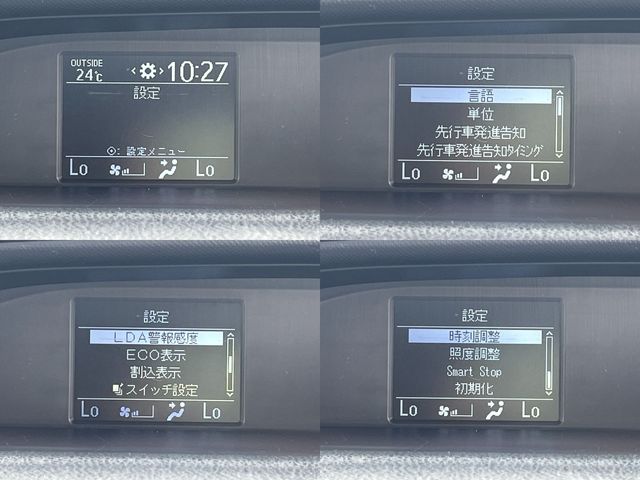 OUTSIDE
24℃
10:27
設定
: 設定メニュー
Lo
Lo
設定
言語
単位
先行車発進告知
先行車発進告知タイミング
Lo
Lo
設定
LDA警報感度
ECO表示
割込表示
スイッチ設定
Lo
Lo
設定
時刻調整
照度調整
Smart Stop
初期化
Lo
Lo